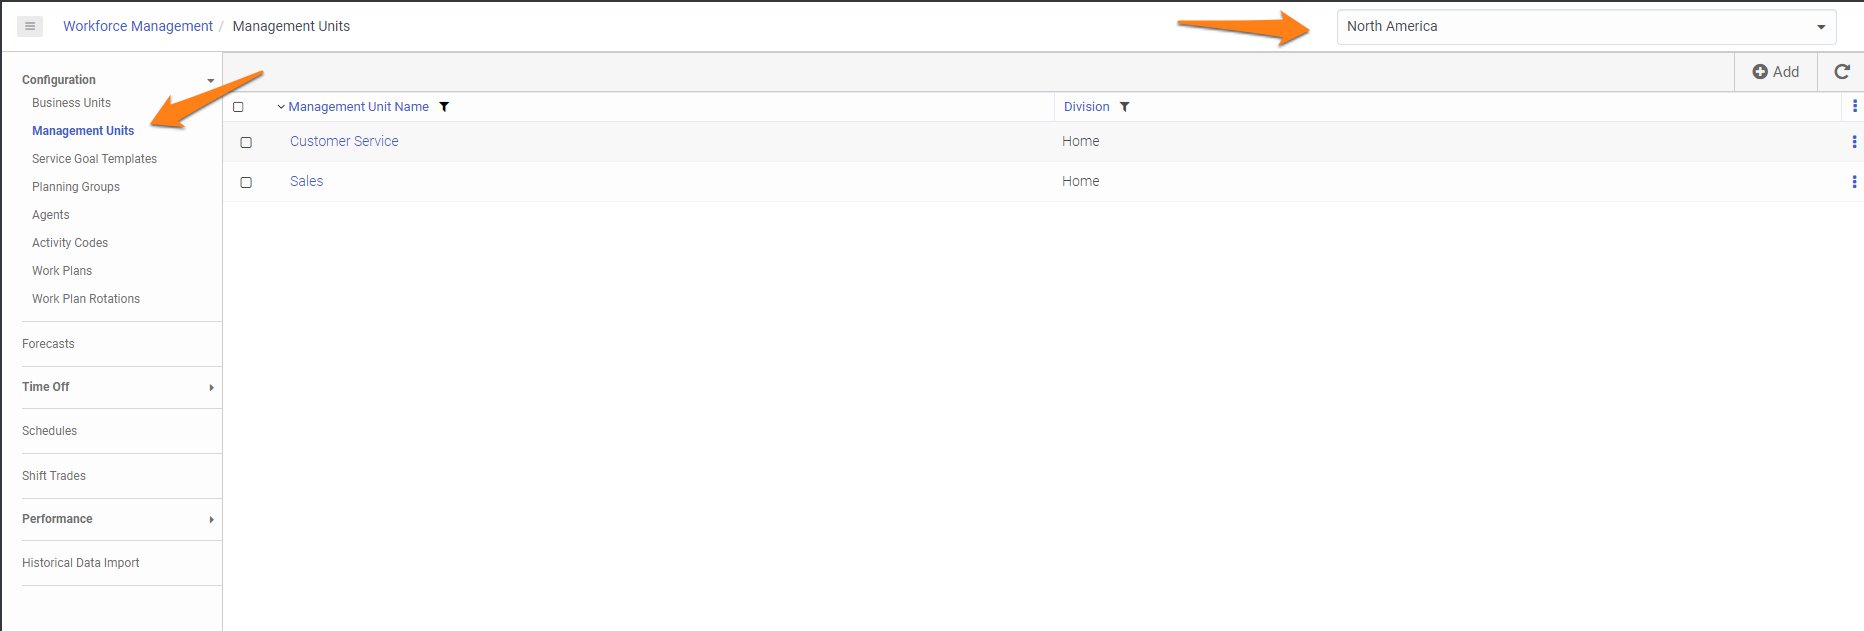 Workforce Management / Management Units
North America
Configuration
Business Units
Management Units
Service Goal Templates
Planning Groups
Agents
Activity Codes
Work Plans
Work Plan Rotations
Forecasts
Time Off
Schedules
Shift Trades
Performance
Historical Data Import
Add
Management Unit Name Division
Customer Service Home
Sales Home